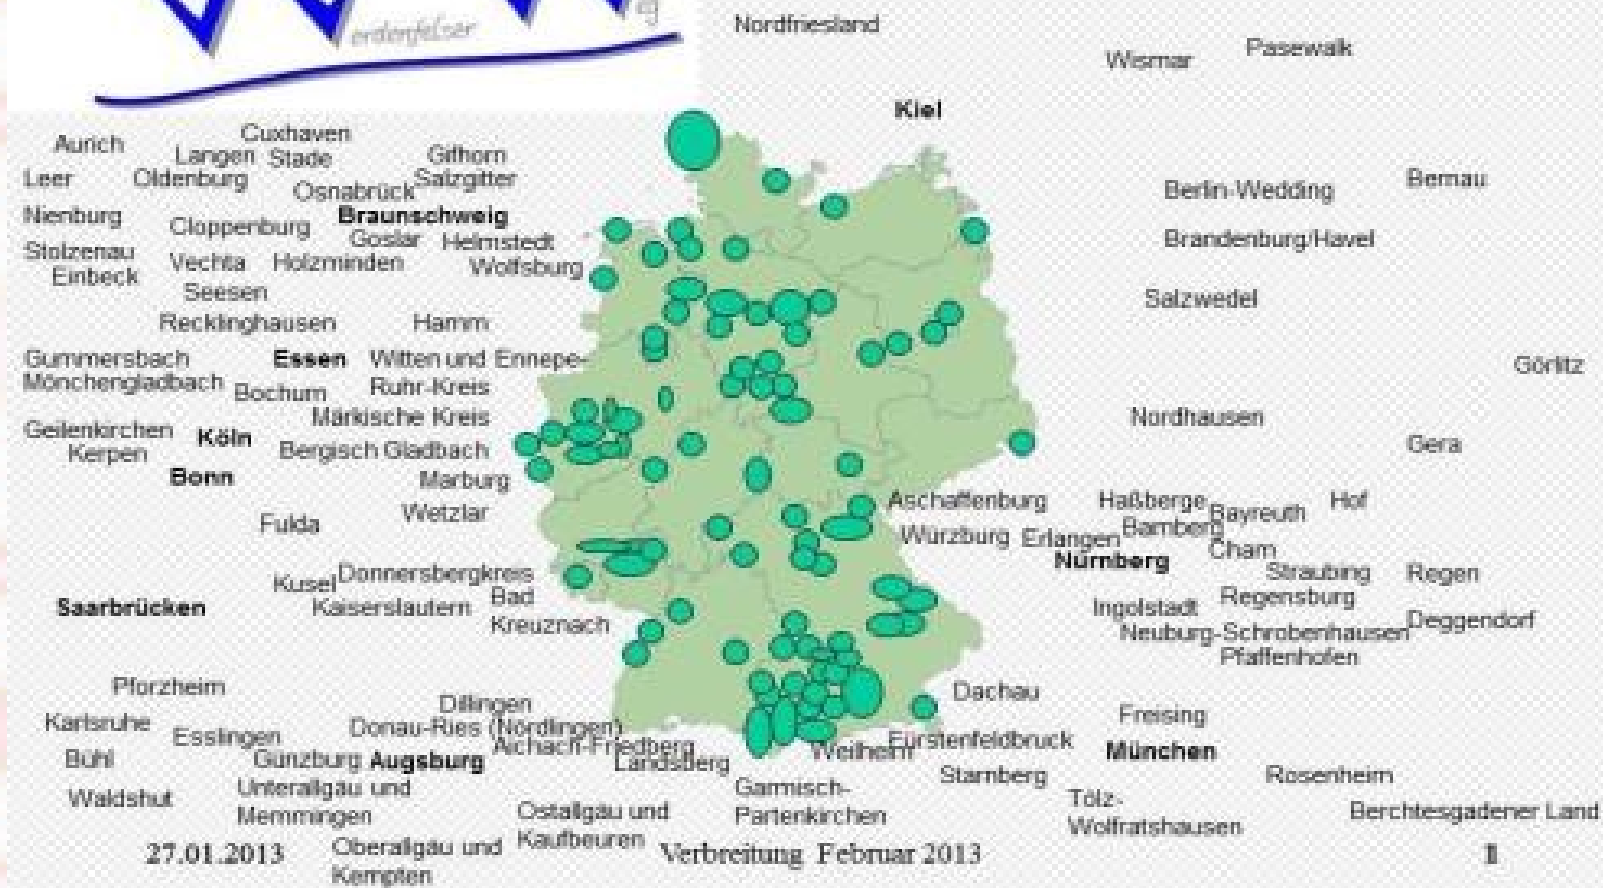 erdenfelser
Nordfriesland
Wismar Pasewalk
Kiel
Aurich Cuxhaven
Langen Stade Gifhorn
Leer Oldenburg Osnabrück Salzgitter
Berlin-Wedding Bernau
Nienburg Cloppenburg Braunschweig
Goslar Helmstedt
Brandenburg/Havel
Stolzenau Vechta Holzminden Wolfsburg
Einbeck
Seesen
Salzwedel
Recklinghausen Hamm
Gummersbach Essen Witten und Ennepe-
Görlitz
Mönchengladbach Bochum Ruhr-Kreis
Märkische Kreis
Nordhausen
Geilenkirchen Köln Bergisch Gladbach
Gera
Kerpen
Bonn Marburg
Aschaffenburg Haßberge Bayreuth Hof
Fulda Wetzlar
Würzburg Erlangen Bamberg
Nürnberg Cham
Kusel Donnersbergkreis
Straubing Regen
Saarbrücken Kaiserslautern Bad
Kreuznach
Ingolstadt Regensburg
Neuburg-Schrobenhausen Deggendorf
Pfaffenhofen
Pforzheim Dillingen
Dachau
Karlsruhe Esslingen Donau-Ries (Nördlingen)
Freising
Bühl Günzburg Augsburg Aichach-Friedberg
Landsberg
Weilheim Fürstenfeldbruck München
Waldshut Unterallgäu und
Memmingen
Starnberg Rosenheim
Ostallgäu und
Kaufbeuren
Garmisch-
Partenkirchen
Tölz-
Wolfratshausen
Berchtesgadener Land
Oberallgäu und
Kempten
27.01.2013 Verbreitung Februar 2013 1